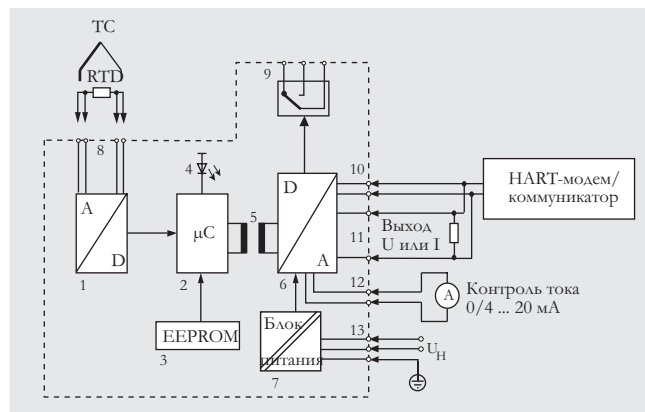 TC
RTD
8
9
4
5
10
11
12
13
A
D
1
μC
2
EEPROM
3
D
A
6
Блок
питания
7
HART-модем/
коммуникатор
Выход
U или I
A
Контроль тока
0/4 ... 20 мА
UН